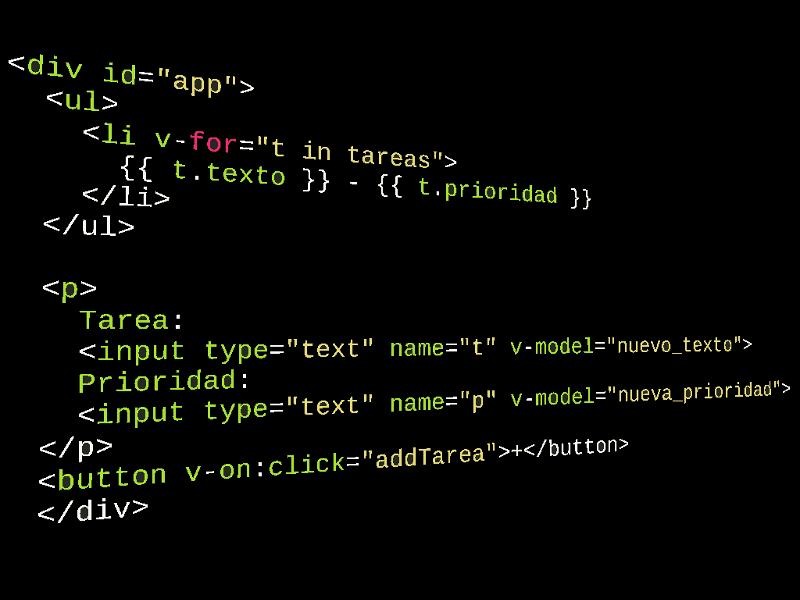 <div id="app">
<ul>
<li v-for="t in tareas">
{{ t.texto }} - {{ t.prioridad }}
</li>
</ul>
<p>
Tarea:
<input type="text" name="t" v-model="nuevo_texto">
Prioridad:
<input type="text" name="p" v-model="nueva_prioridad">
</p>
<button v-on:click="addTarea">+</button>
</div>